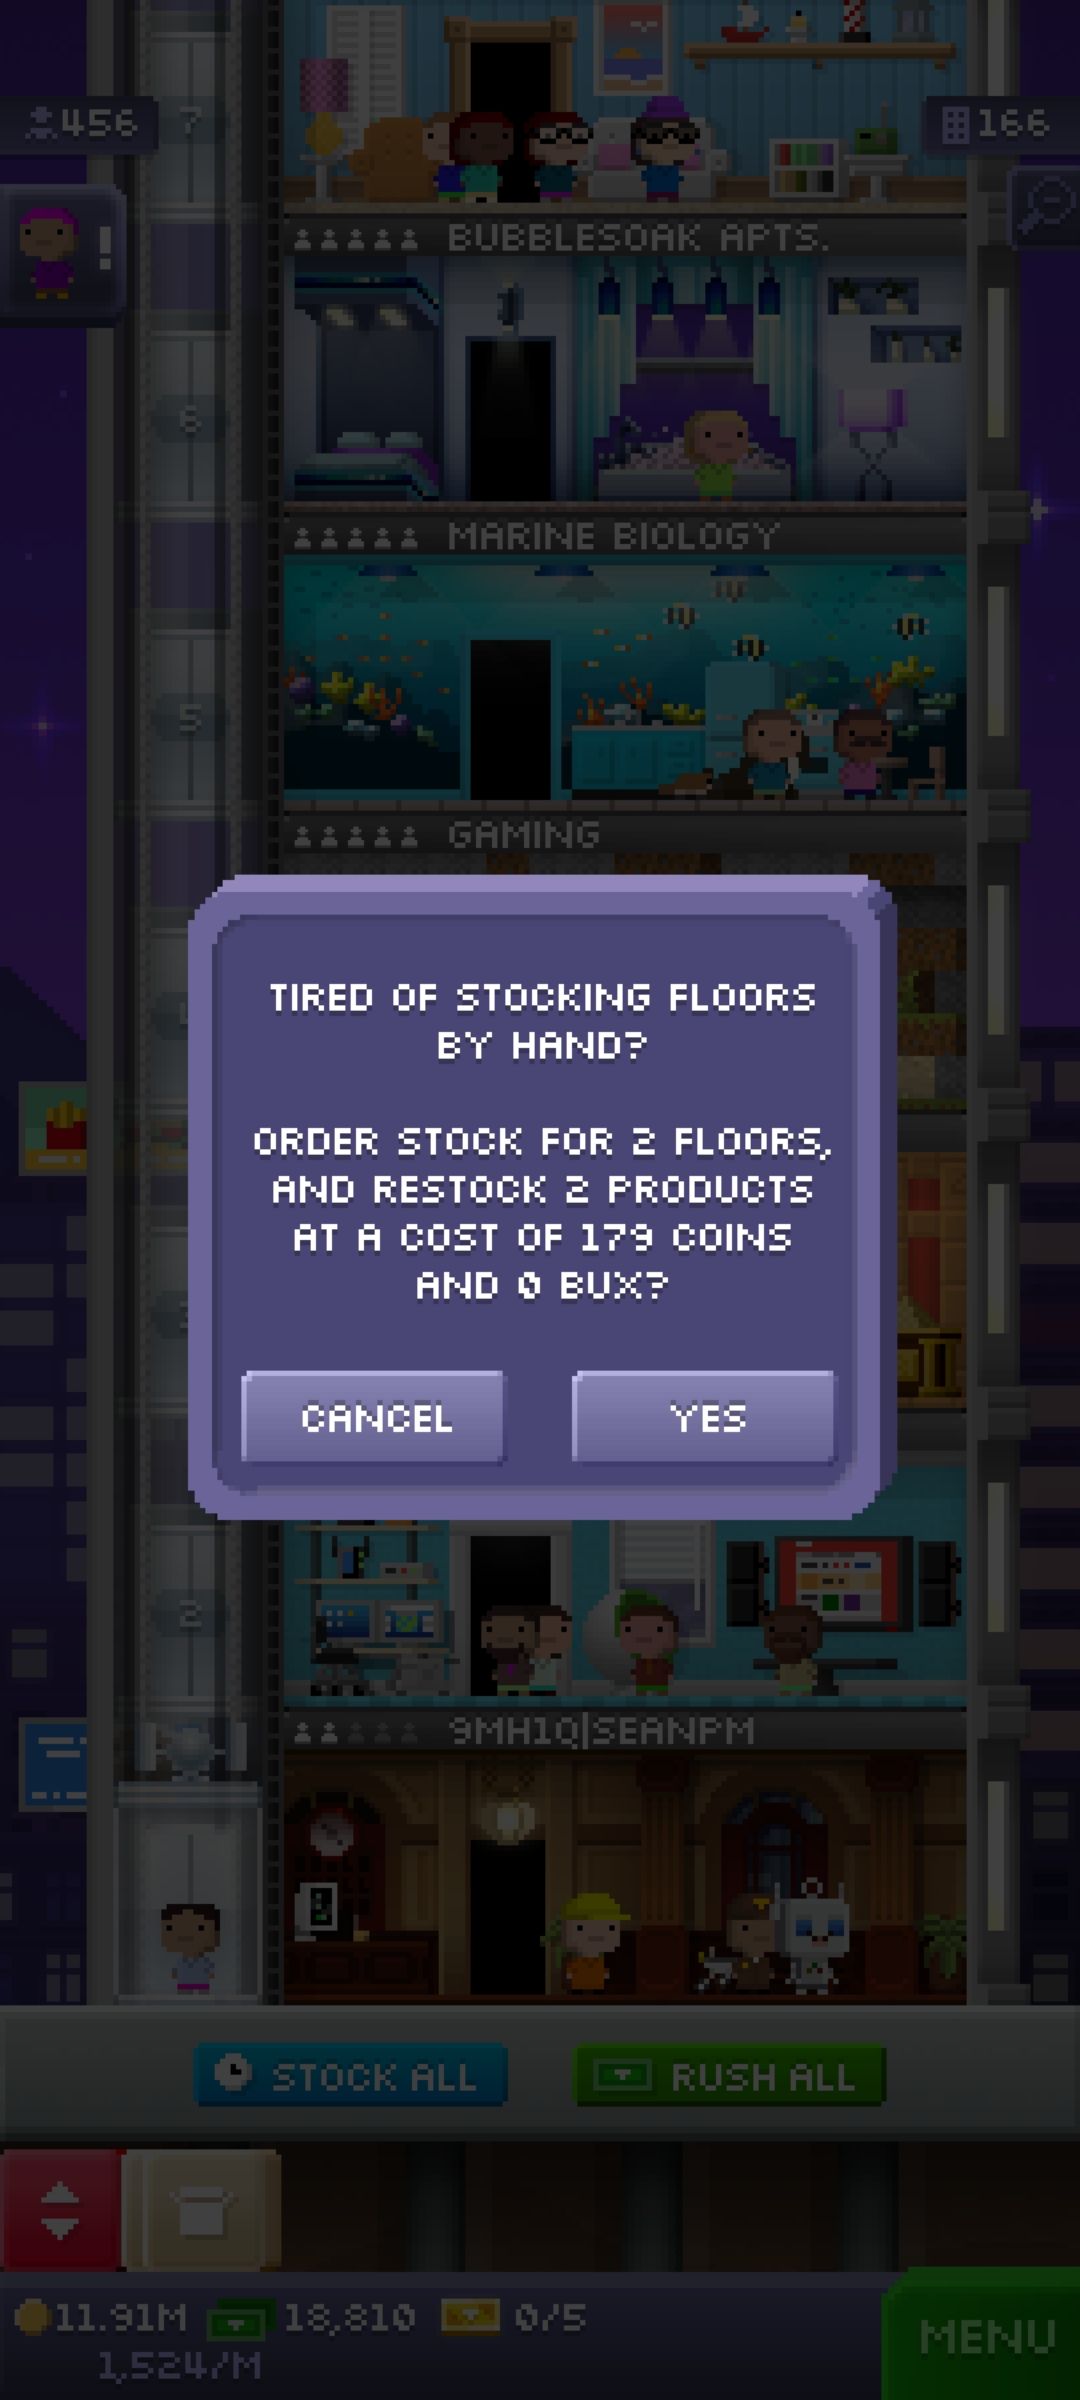 7
456
166
!
BUBBLESOAK APTS.
6
MARINE BIOLOGY
5
GAMING
TIRED OF STOCKING FLOORS
BY HAND?
ORDER STOCK FOR 2 FLOORS,
AND RESTOCK 2 PRODUCTS
AT A COST OF 179 COINS
AND 0 BUX?
CANCEL
YES
2
9MH1Q|SEANPM
STOCK ALL
RUSH ALL
11.91M
18,810
0/5
1,524/M
MENU